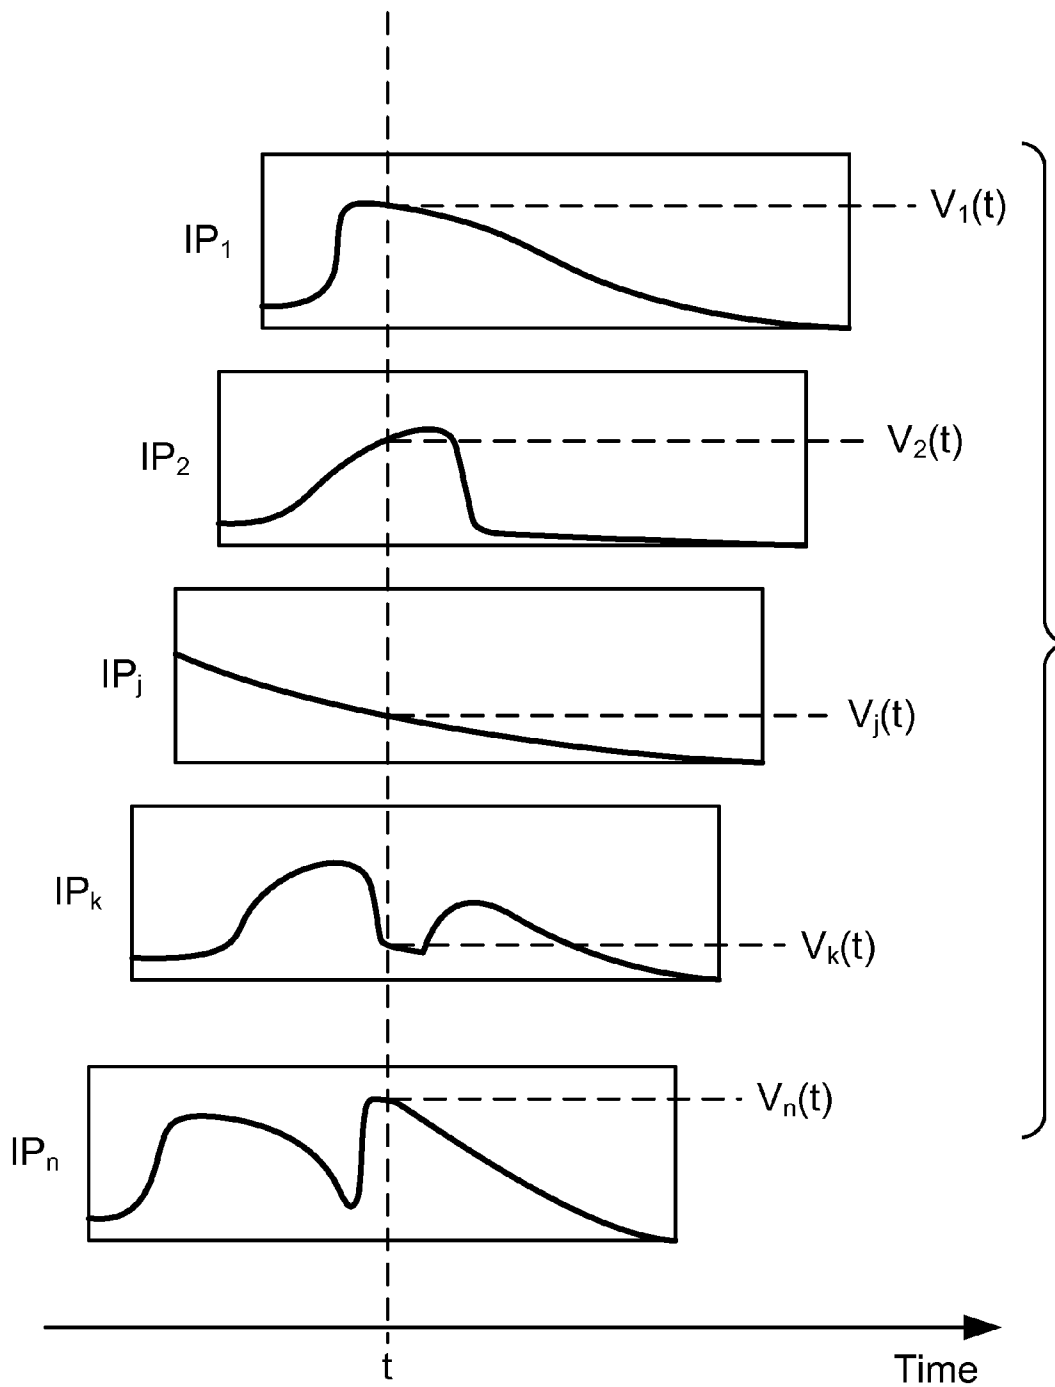 V₁(t)
IP₁
V₂(t)
IP₂
IPⱼ
Vⱼ(t)
IPₖ
Vₖ(t)
Vₙ(t)
IPₙ
t
Time